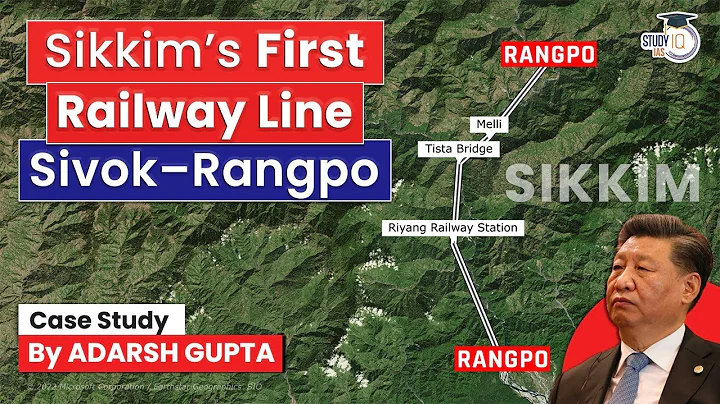 Sikkim's First
Railway Line
Sivok–Rangpo
STUDY IQ
IAS
RANGPO
Melli
Tista Bridge
SIKKIM
Riyang Railway Station
Case Study
By ADARSH GUPTA
RANGPO
© 2022 Microsoft Corporation / Earthstar Geographics SIO